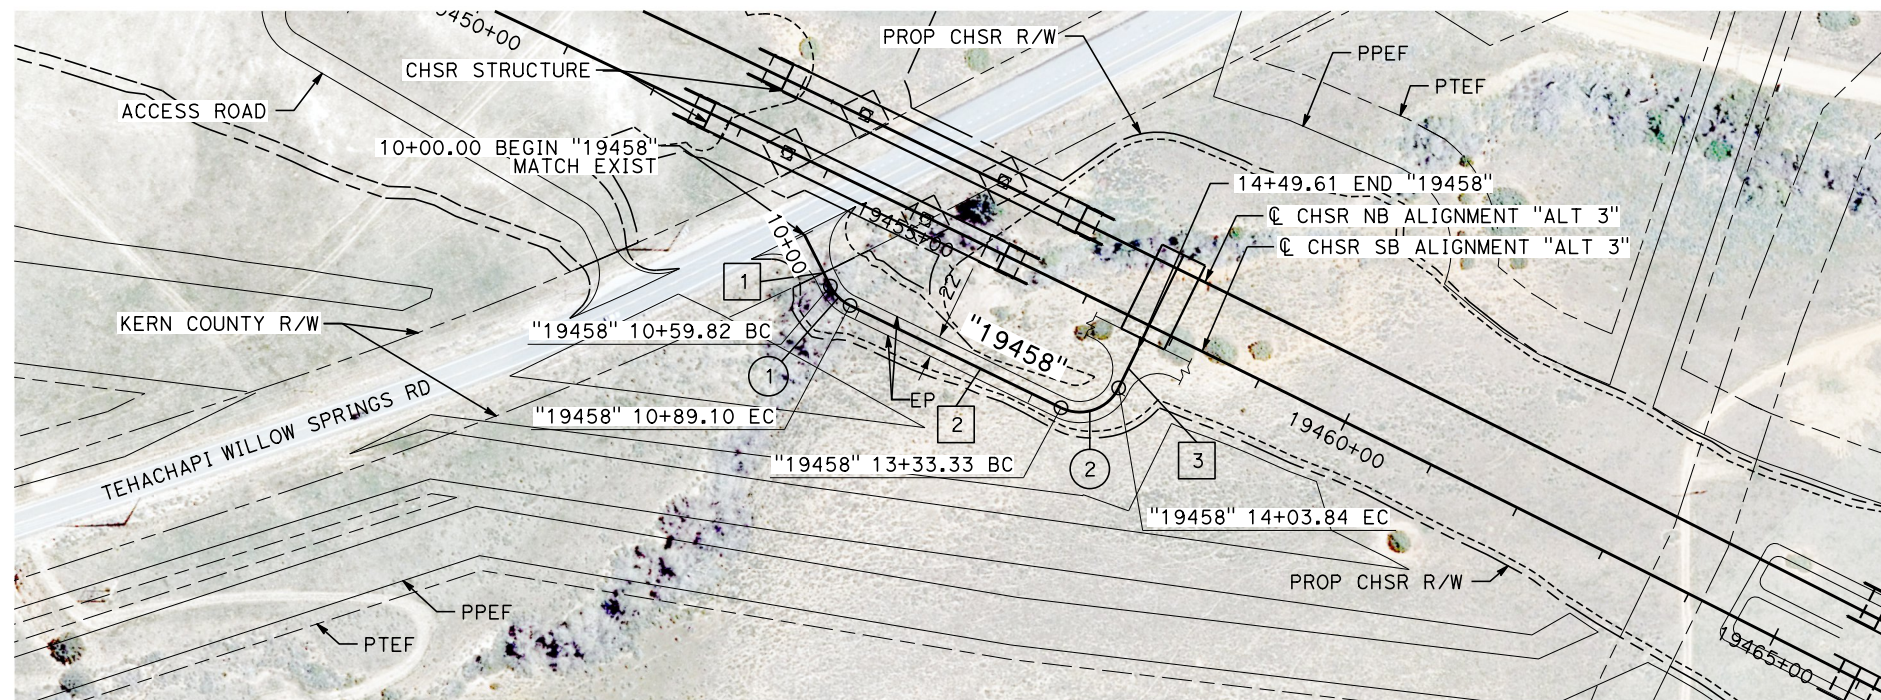 19450+00
PROP CHSR R/W
PPEF
CHSR STRUCTURE
PTEF
ACCESS ROAD
10+00.00 BEGIN "19458"
MATCH EXIST
14+49.61 END "19458"
℄ CHSR NB ALIGNMENT "ALT 3"
19455+00
10+00
℄ CHSR SB ALIGNMENT "ALT 3"
1
22'
KERN COUNTY R/W
"19458" 10+59.82 BC
"19458"
1
EP
TEHACHAPI WILLOW SPRINGS RD
"19458" 10+89.10 EC
2
19460+00
"19458" 13+33.33 BC
2
3
"19458" 14+03.84 EC
PROP CHSR R/W
PPEF
PTEF
19465+00